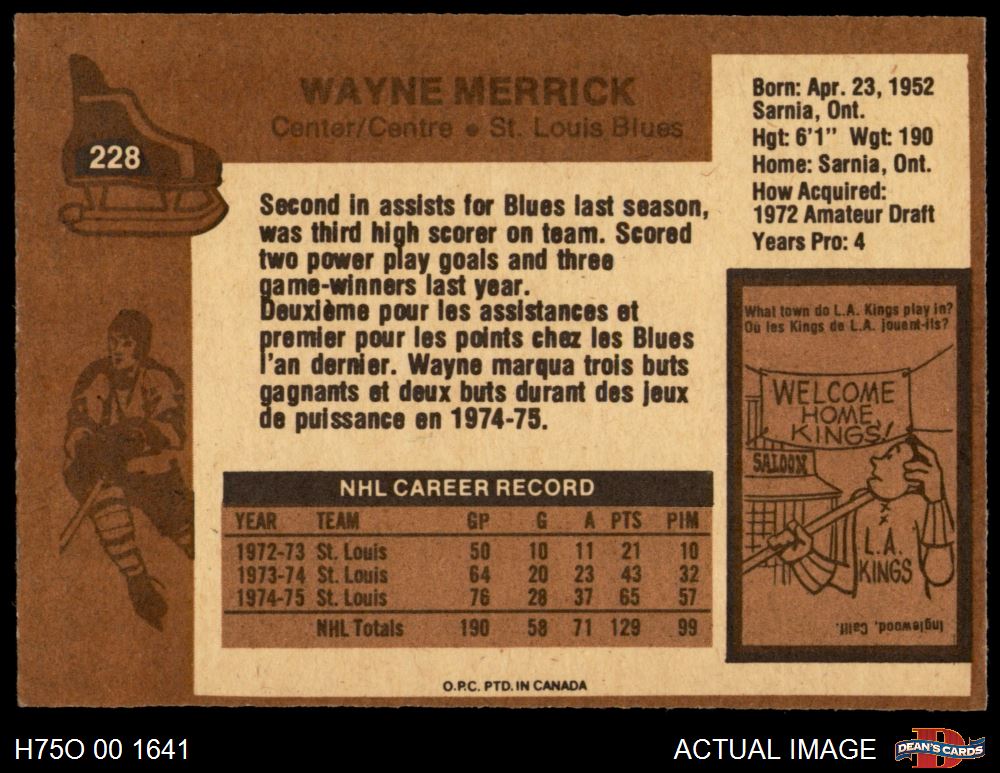 WAYNE MERRICK
Center/Centre • St. Louis Blues
228
Born: Apr. 23, 1952
Sarnia, Ont.
Hgt: 6'1" Wgt: 190
Home: Sarnia, Ont.
How Acquired:
1972 Amateur Draft
Years Pro: 4
Second in assists for Blues last season,
was third high scorer on team. Scored
two power play goals and three
game-winners last year.
Deuxième pour les assistances et
premier pour les points chez les Blues
l'an dernier. Wayne marqua trois buts
gagnants et deux buts durant des jeux
de puissance en 1974-75.
What town do L.A. Kings play in?
Où les Kings de L.A. jouent-ils?
WELCOME
HOME,
KINGS!
SALOON
L.A.
KINGS
Inglewood, Calif.
NHL CAREER RECORD
YEAR TEAM GP G A PTS PIM
1972-73 St. Louis 50 10 11 21 10
1973-74 St. Louis 64 20 23 43 32
1974-75 St. Louis 76 28 37 65 57
NHL Totals 190 58 71 129 99
O.P.C. PTD. IN CANADA
H75O 00 1641
ACTUAL IMAGE
D
DEAN'S CARDS